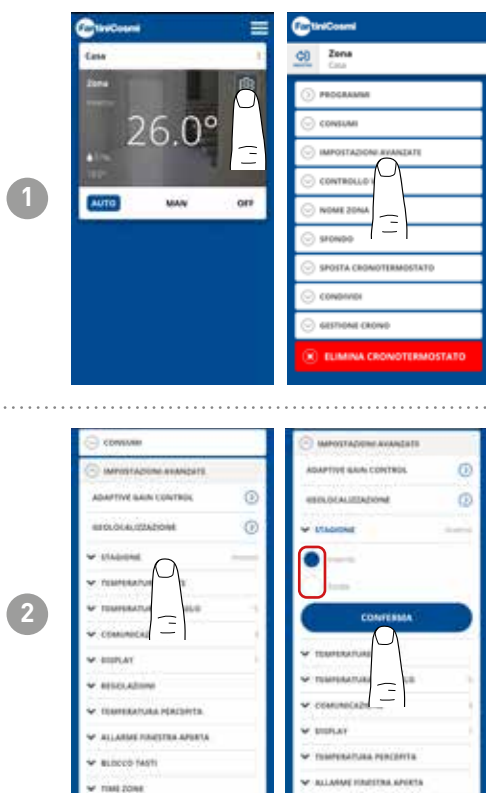 1
FantiniCosmi
Casa
Zona
26.0°
AUTO MAN OFF
FantiniCosmi
Zona
Casa
PROGRAMMI
CONSUMI
IMPOSTAZIONI AVANZATE
CONTROLLO
NOME ZONA
SFONDO
SPOSTA CRONOTERMOSTATO
CONDIVIDI
GESTIONE CRONO
ELIMINA CRONOTERMOSTATO
2
CONSUMI
IMPOSTAZIONI AVANZATE
ADAPTIVE GAIN CONTROL
GEOLOCALIZZAZIONE
STAGIONE
DISPLAY
REGOLAZIONI
TEMPERATURA PERCEPITA
ALLARME FINESTRA APERTA
BLOCCO TASTI
TIME ZONE
IMPOSTAZIONI AVANZATE
ADAPTIVE GAIN CONTROL
GEOLOCALIZZAZIONE
STAGIONE
CONFERMA
DISPLAY
TEMPERATURA PERCEPITA
ALLARME FINESTRA APERTA